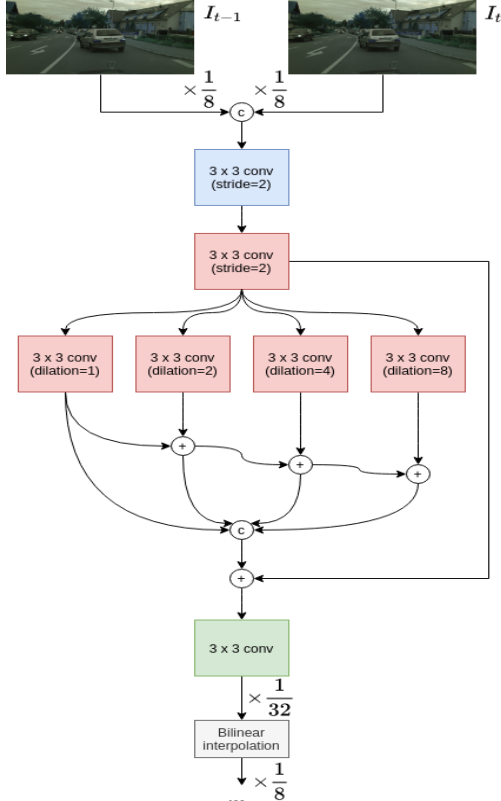 I_{t−1}
I_t
× 1/8
× 1/8
c
3 x 3 conv
(stride=2)
3 x 3 conv
(stride=2)
3 x 3 conv
(dilation=1)
3 x 3 conv
(dilation=2)
3 x 3 conv
(dilation=4)
3 x 3 conv
(dilation=8)
+
+
+
c
+
3 x 3 conv
× 1/32
Bilinear
interpolation
× 1/8